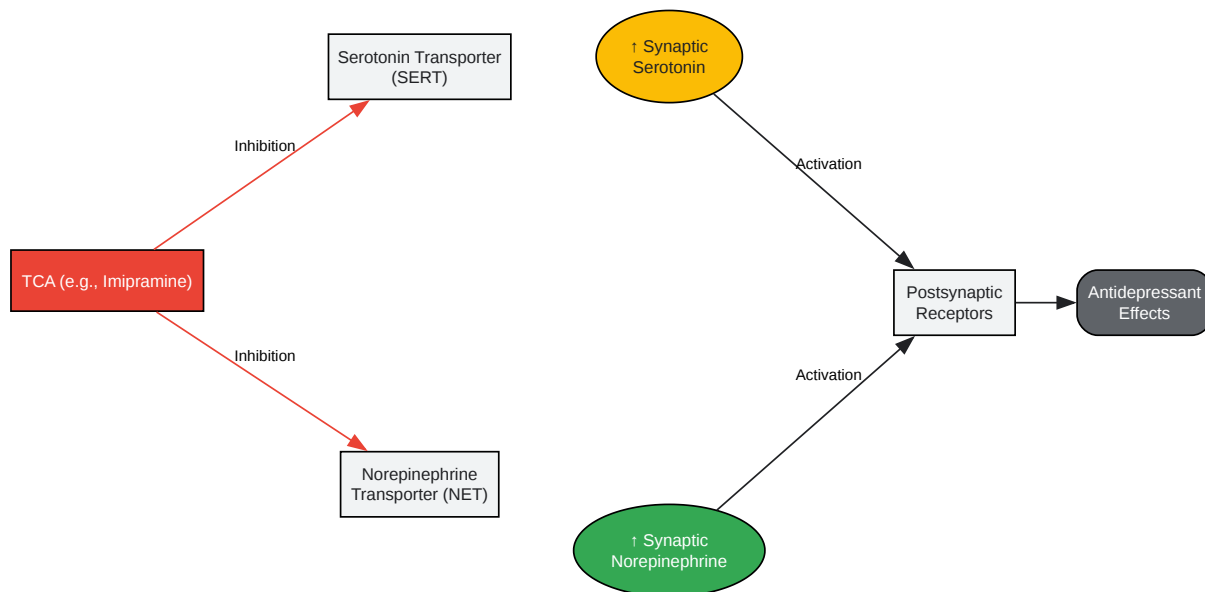 Serotonin Transporter
(SERT)
↑ Synaptic
Serotonin
Inhibition
Activation
TCA (e.g., Imipramine)
Postsynaptic
Receptors
Antidepressant
Effects
Inhibition
Activation
Norepinephrine
Transporter (NET)
↑ Synaptic
Norepinephrine